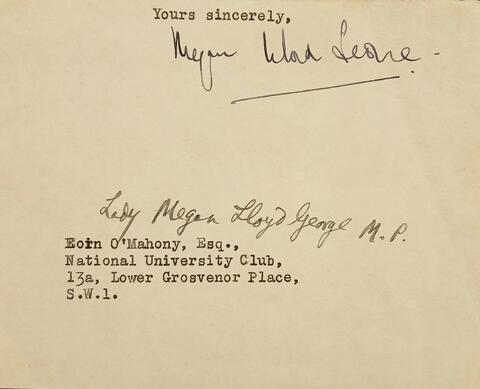 Yours sincerely,
Megan Lloyd George
Lady Megan Lloyd George M.P.
Eoin O'Mahony, Esq.,
National University Club,
13a, Lower Grosvenor Place,
S.W.1.